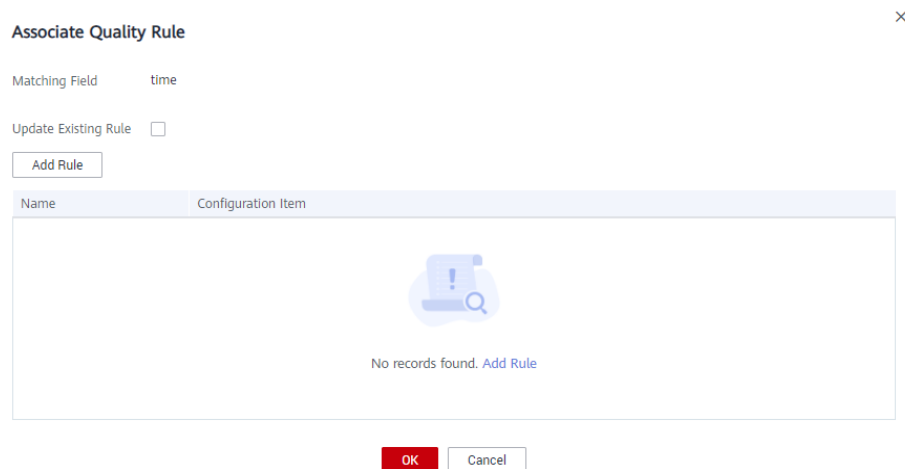 Associate Quality Rule
Matching Field time
Update Existing Rule
Add Rule
Name Configuration Item
No records found. Add Rule
OK Cancel